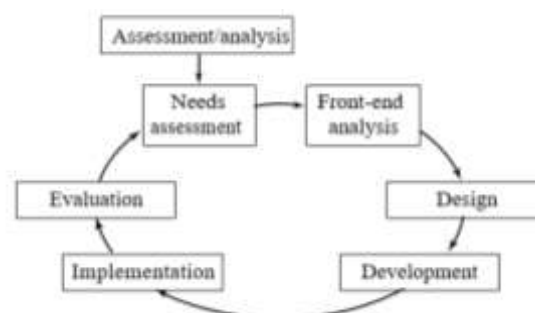 Assessment/analysis
Needs
assessment
Front-end
analysis
Evaluation
Design
Implementation
Development